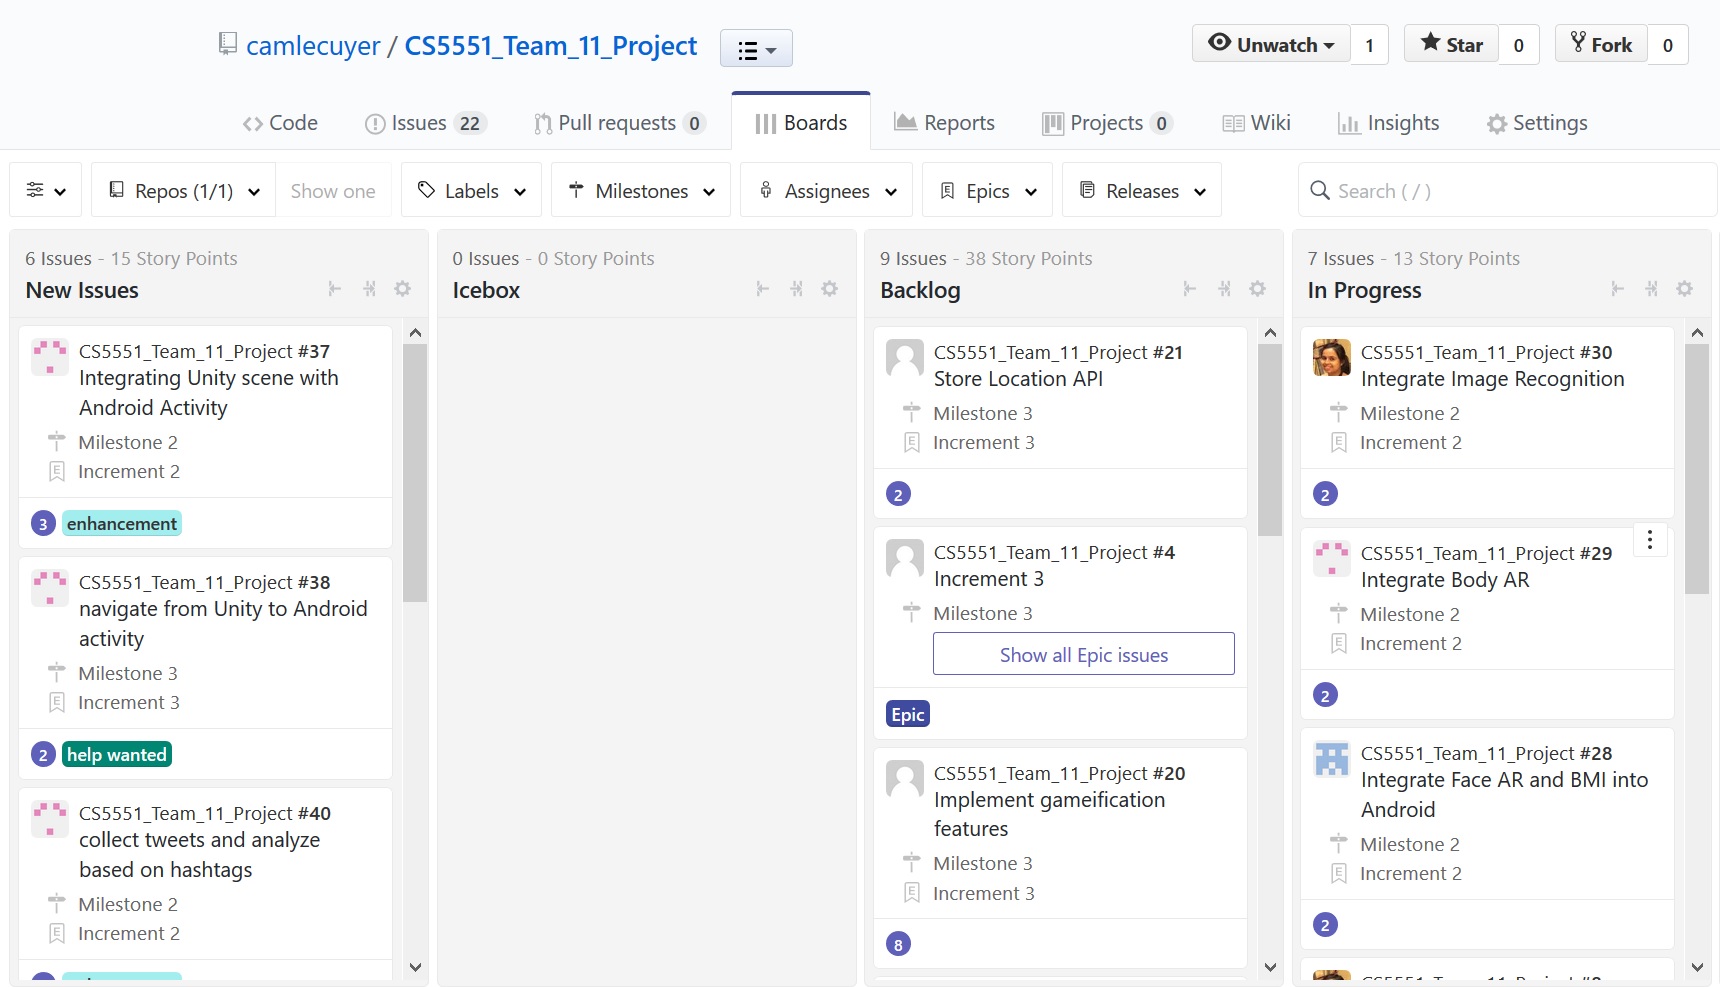 camlecuyer / CS5551_Team_11_Project
Unwatch 1
Star 0
Fork 0
Code
Issues 22
Pull requests 0
Boards
Reports
Projects 0
Wiki
Insights
Settings
Repos (1/1)
Show one
Labels
Milestones
Assignees
Epics
Releases
Search ( / )
6 Issues - 15 Story Points
New Issues
CS5551_Team_11_Project #37
Integrating Unity scene with
Android Activity
Milestone 2
E Increment 2
3 enhancement
CS5551_Team_11_Project #38
navigate from Unity to Android
activity
Milestone 3
E Increment 3
2 help wanted
CS5551_Team_11_Project #40
collect tweets and analyze
based on hashtags
Milestone 2
E Increment 2
0 Issues - 0 Story Points
Icebox
9 Issues - 38 Story Points
Backlog
CS5551_Team_11_Project #21
Store Location API
Milestone 3
E Increment 3
2
CS5551_Team_11_Project #4
Increment 3
Milestone 3
Show all Epic issues
Epic
CS5551_Team_11_Project #20
Implement gameification
features
Milestone 3
E Increment 3
8
7 Issues - 13 Story Points
In Progress
CS5551_Team_11_Project #30
Integrate Image Recognition
Milestone 2
E Increment 2
2
CS5551_Team_11_Project #29
Integrate Body AR
Milestone 2
E Increment 2
2
CS5551_Team_11_Project #28
Integrate Face AR and BMI into
Android
Milestone 2
E Increment 2
2